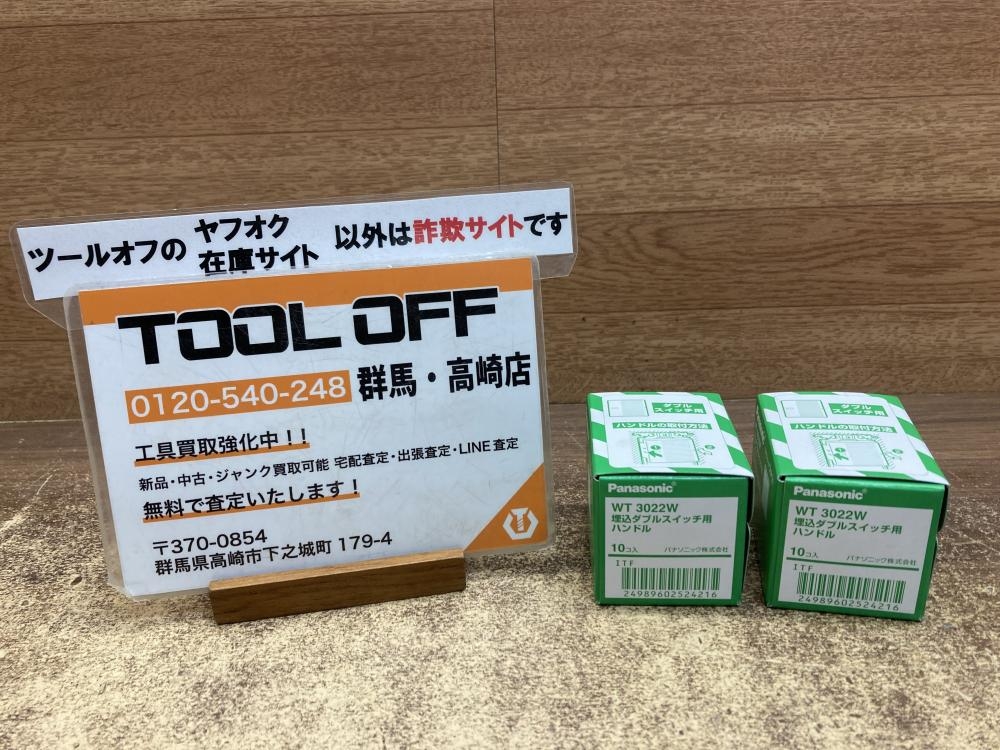 ツールオフの ヤフオク 在庫サイト 以外は詐欺サイトです
TOOL OFF
0120-540-248 群馬・高崎店
工具買取強化中！！
新品・中古・ジャンク買取可能 宅配査定・出張査定・LINE査定
無料で査定いたします！
〒370-0854
群馬県高崎市下之城町 179-4
ダブル
スイッチ用
ハンドルの取付方法
Panasonic
WT 3022W
埋込ダブルスイッチ用
ハンドル
10コ入 パナソニック株式会社
ITF
24989602524216
ダブル
スイッチ用
ハンドルの取付方法
Panasonic
WT 3022W
埋込ダブルスイッチ用
ハンドル
10コ入 パナソニック株式会社
ITF
24989602524216